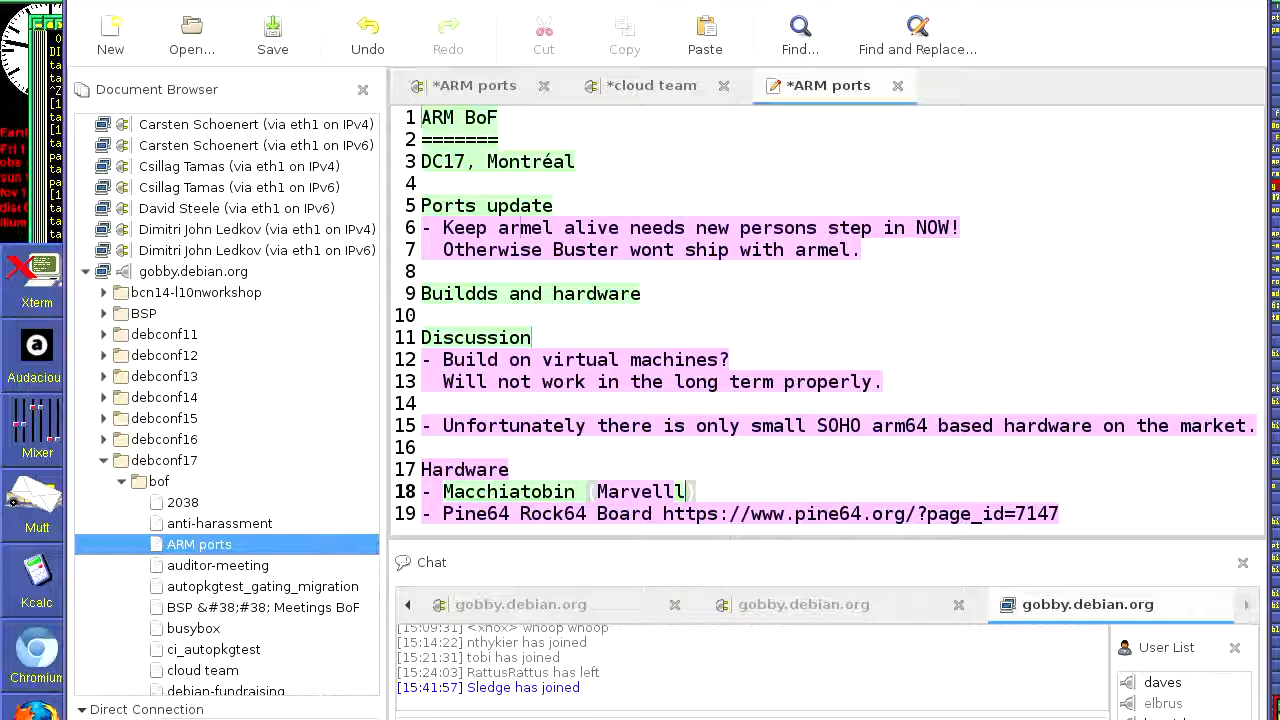 New
Open...
Save
Undo
Redo
Cut
Copy
Paste
Find...
Find and Replace...
Document Browser
*ARM ports
*cloud team
*ARM ports
Carsten Schoenert (via eth1 on IPv4)
Carsten Schoenert (via eth1 on IPv6)
Csillag Tamas (via eth1 on IPv4)
Csillag Tamas (via eth1 on IPv6)
David Steele (via eth1 on IPv6)
Dimitri John Ledkov (via eth1 on IPv4)
Dimitri John Ledkov (via eth1 on IPv6)
gobby.debian.org
bcn14-l10nworkshop
BSP
debconf11
debconf12
debconf13
debconf14
debconf15
debconf16
debconf17
bof
2038
anti-harassment
ARM ports
auditor-meeting
autopkgtest_gating_migration
BSP &#38;#38; Meetings BoF
busybox
ci_autopkgtest
cloud team
debian-fundraising
Direct Connection
1 ARM BoF
2 =======
3 DC17, Montréal
4
5 Ports update
6 - Keep armel alive needs new persons step in NOW!
7 Otherwise Buster wont ship with armel.
8
9 Buildds and hardware
10
11 Discussion
12 - Build on virtual machines?
13 Will not work in the long term properly.
14
15 - Unfortunately there is only small SOHO arm64 based hardware on the market.
16
17 Hardware
18 - Macchiatobin (Marvelll)
19 - Pine64 Rock64 Board https://www.pine64.org/?page_id=7147
Chat
gobby.debian.org
gobby.debian.org
gobby.debian.org
[15:09:31] <xnox> whoop whoop
[15:14:22] nthykier has joined
[15:21:31] tobi has joined
[15:24:03] RattusRattus has left
[15:41:57] Sledge has joined
User List
daves
elbrus
Xterm
Audaciou
Mixer
Mutt
Kcalc
Chromium